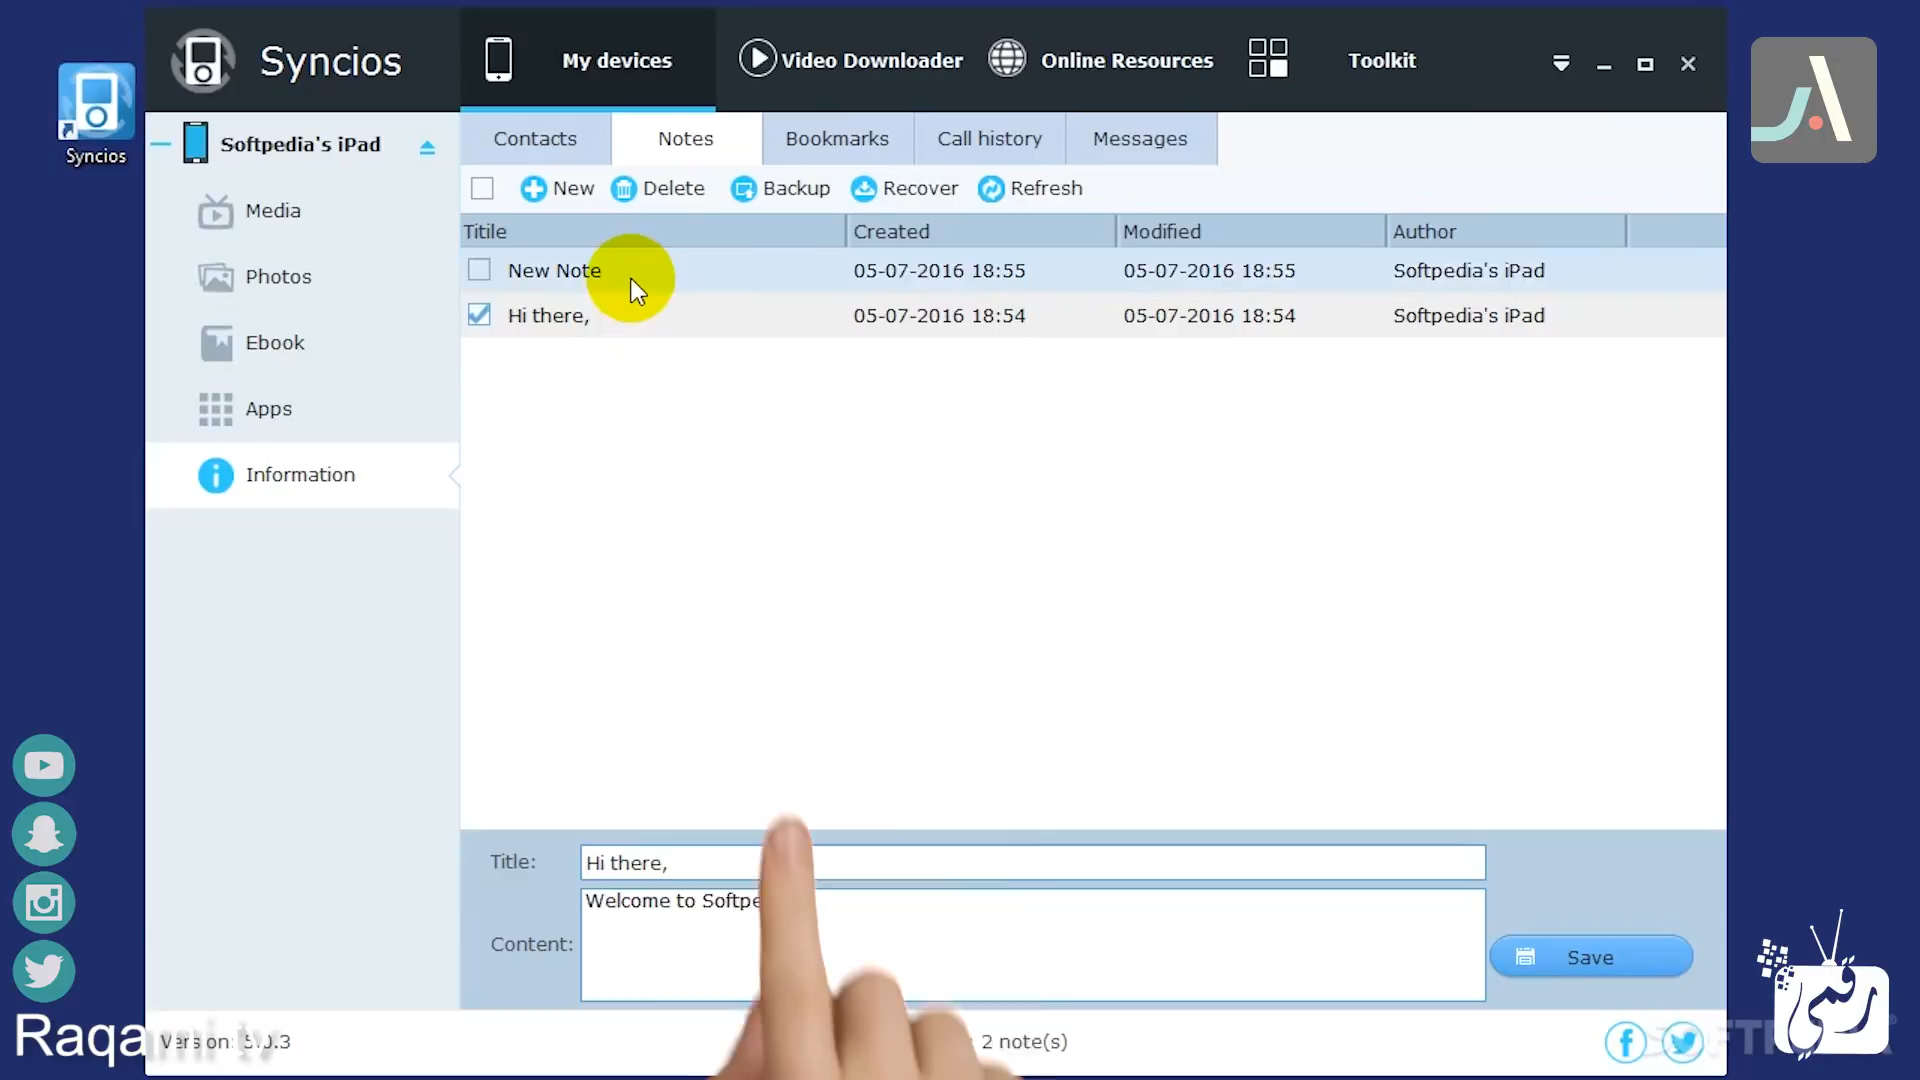 Syncios
My devices
Video Downloader
Online Resources
Toolkit
Syncios
Softpedia's iPad
Media
Photos
Ebook
Apps
Information
Contacts
Notes
Bookmarks
Call history
Messages
New
Delete
Backup
Recover
Refresh
Titile
Created
Modified
Author
New Note
05-07-2016 18:55
05-07-2016 18:55
Softpedia's iPad
Hi there,
05-07-2016 18:54
05-07-2016 18:54
Softpedia's iPad
Title:
Hi there,
Content:
Welcome to Softpe
Save
2 note(s)
Raqami tv
رقمي